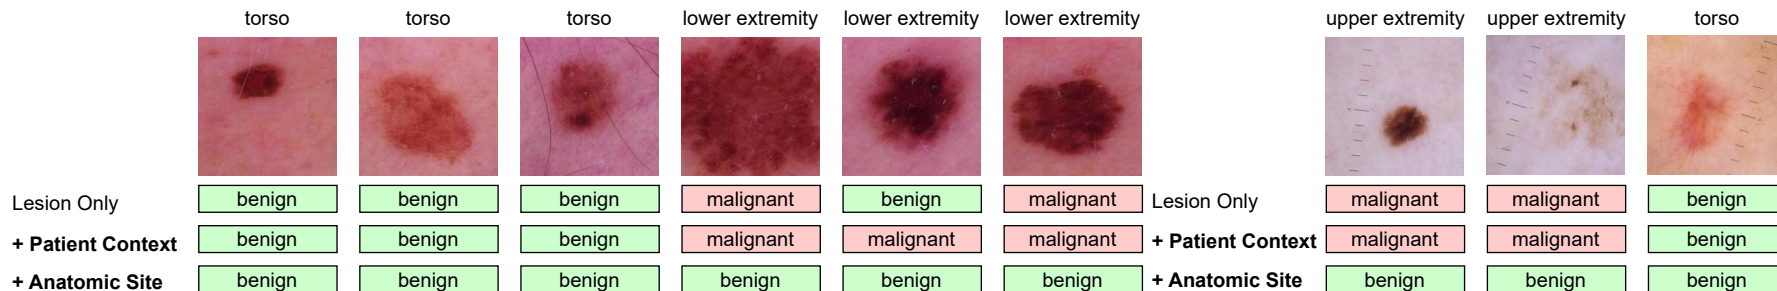 torso torso torso lower extremity lower extremity lower extremity upper extremity upper extremity torso
Lesion Only benign benign benign malignant benign malignant Lesion Only malignant malignant benign
+ Patient Context benign benign benign malignant malignant malignant + Patient Context malignant malignant benign
+ Anatomic Site benign benign benign benign benign benign + Anatomic Site benign benign benign